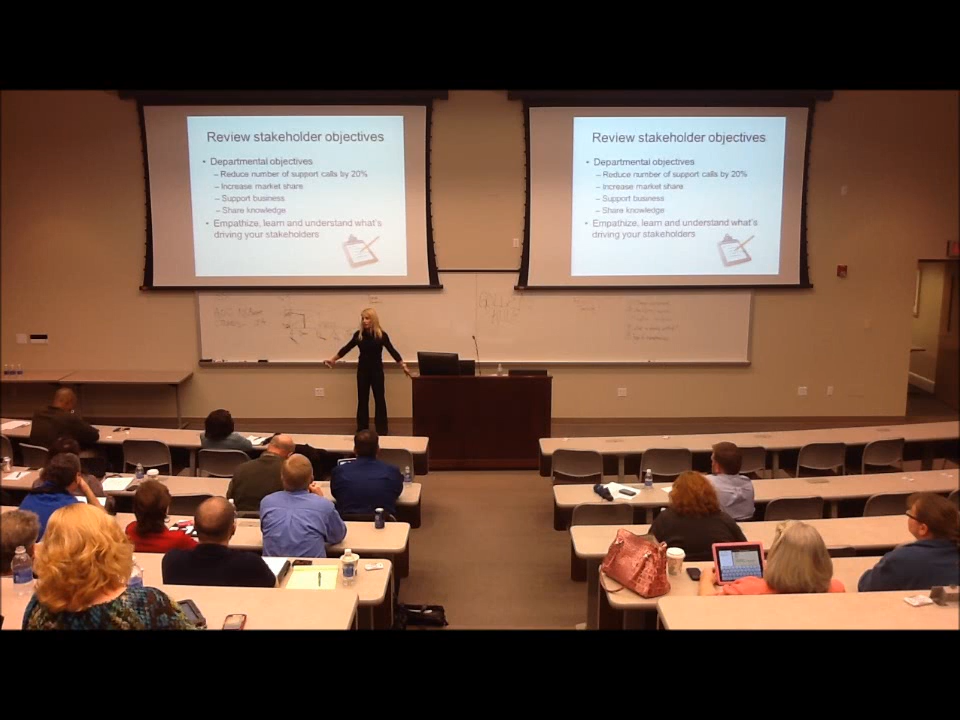 Review stakeholder objectives
• Departmental objectives
– Reduce number of support calls by 20%
– Increase market share
– Support business
– Share knowledge
• Empathize, learn and understand what's
driving your stakeholders
Review stakeholder objectives
• Departmental objectives
– Reduce number of support calls by 20%
– Increase market share
– Support business
– Share knowledge
• Empathize, learn and understand what's
driving your stakeholders